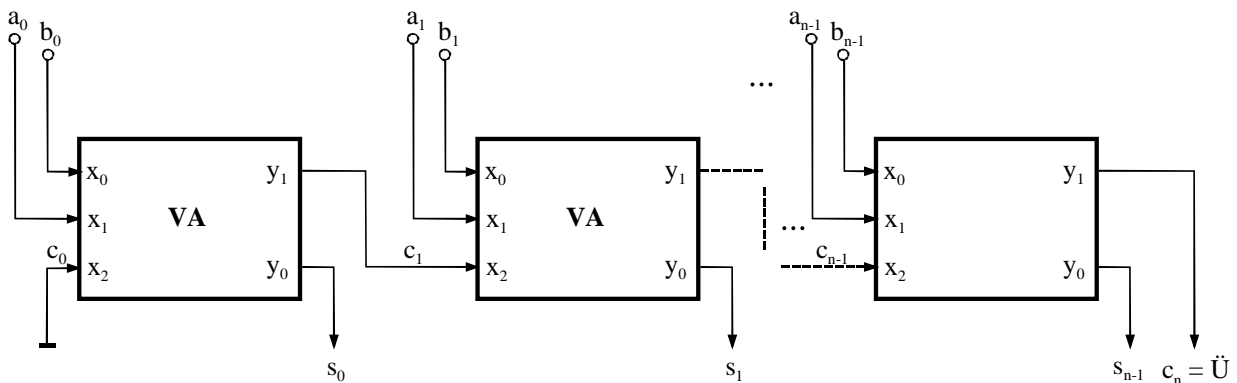 a₀ a₁ aₙ₋₁
b₀ b₁ bₙ₋₁
...
x₀ y₁ x₀ y₁ x₀ y₁
x₁ VA x₁ VA ... x₁
c₀ x₂ y₀ c₁ x₂ y₀ cₙ₋₁ x₂ y₀
s₀ s₁ sₙ₋₁ cₙ = Ü